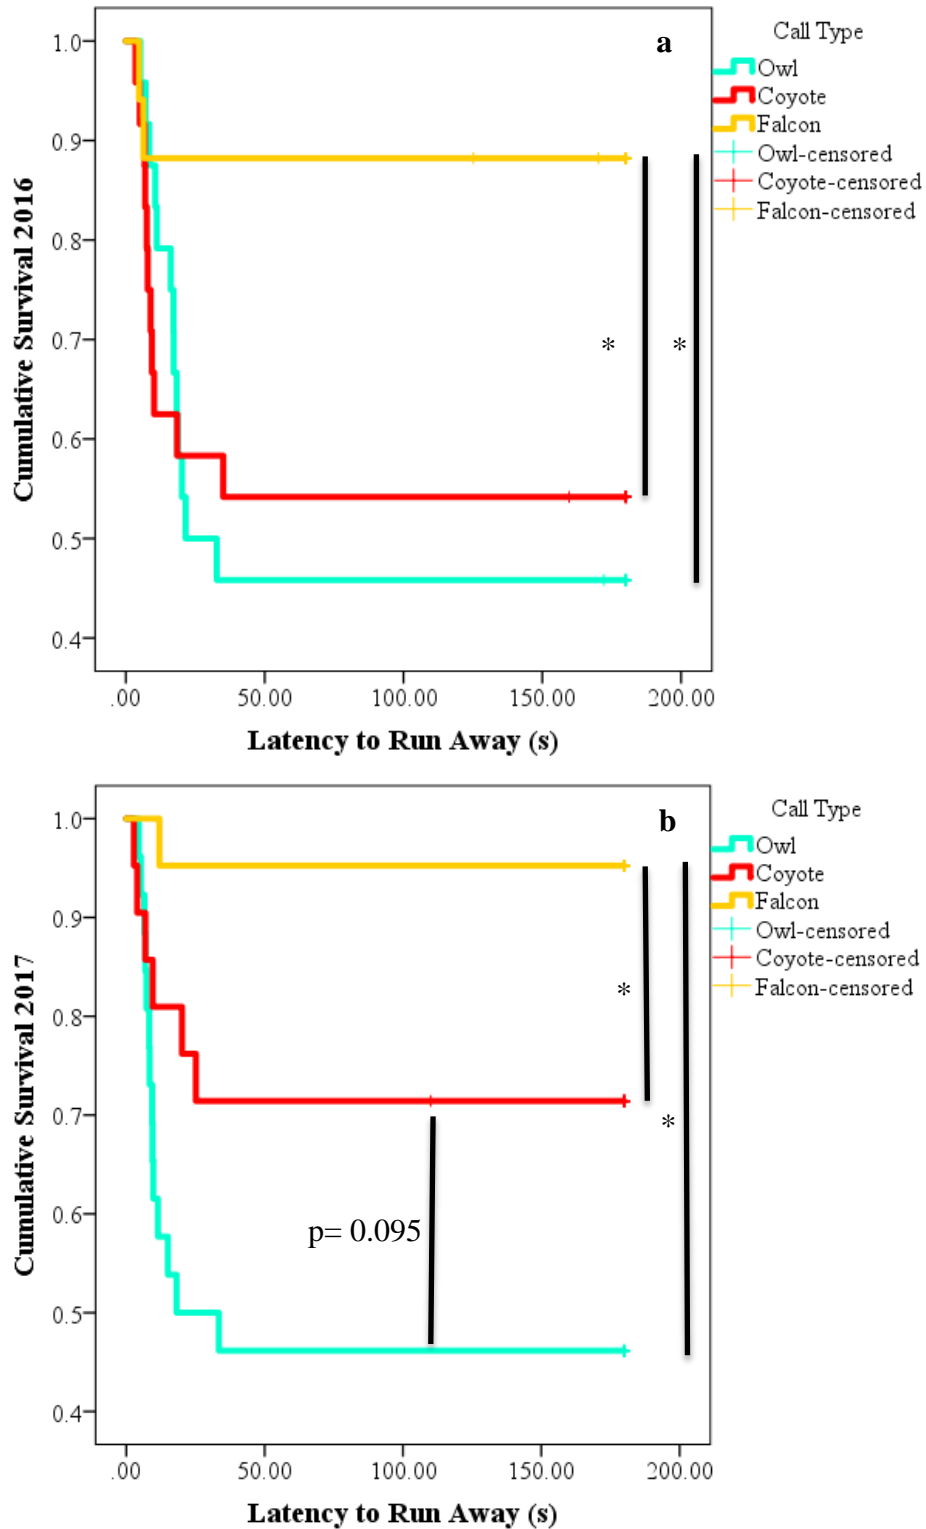 a
Call Type
Owl
Coyote
Falcon
Owl-censored
Coyote-censored
Falcon-censored
1.0
0.9
0.8
0.7
0.6
0.5
0.4
Cumulative Survival 2016
* *
.00 50.00 100.00 150.00 200.00
Latency to Run Away (s)
b
Call Type
Owl
Coyote
Falcon
Owl-censored
Coyote-censored
Falcon-censored
1.0
0.9
0.8
0.7
0.6
0.5
0.4
Cumulative Survival 2017
*
*
p= 0.095
.00 50.00 100.00 150.00 200.00
Latency to Run Away (s)